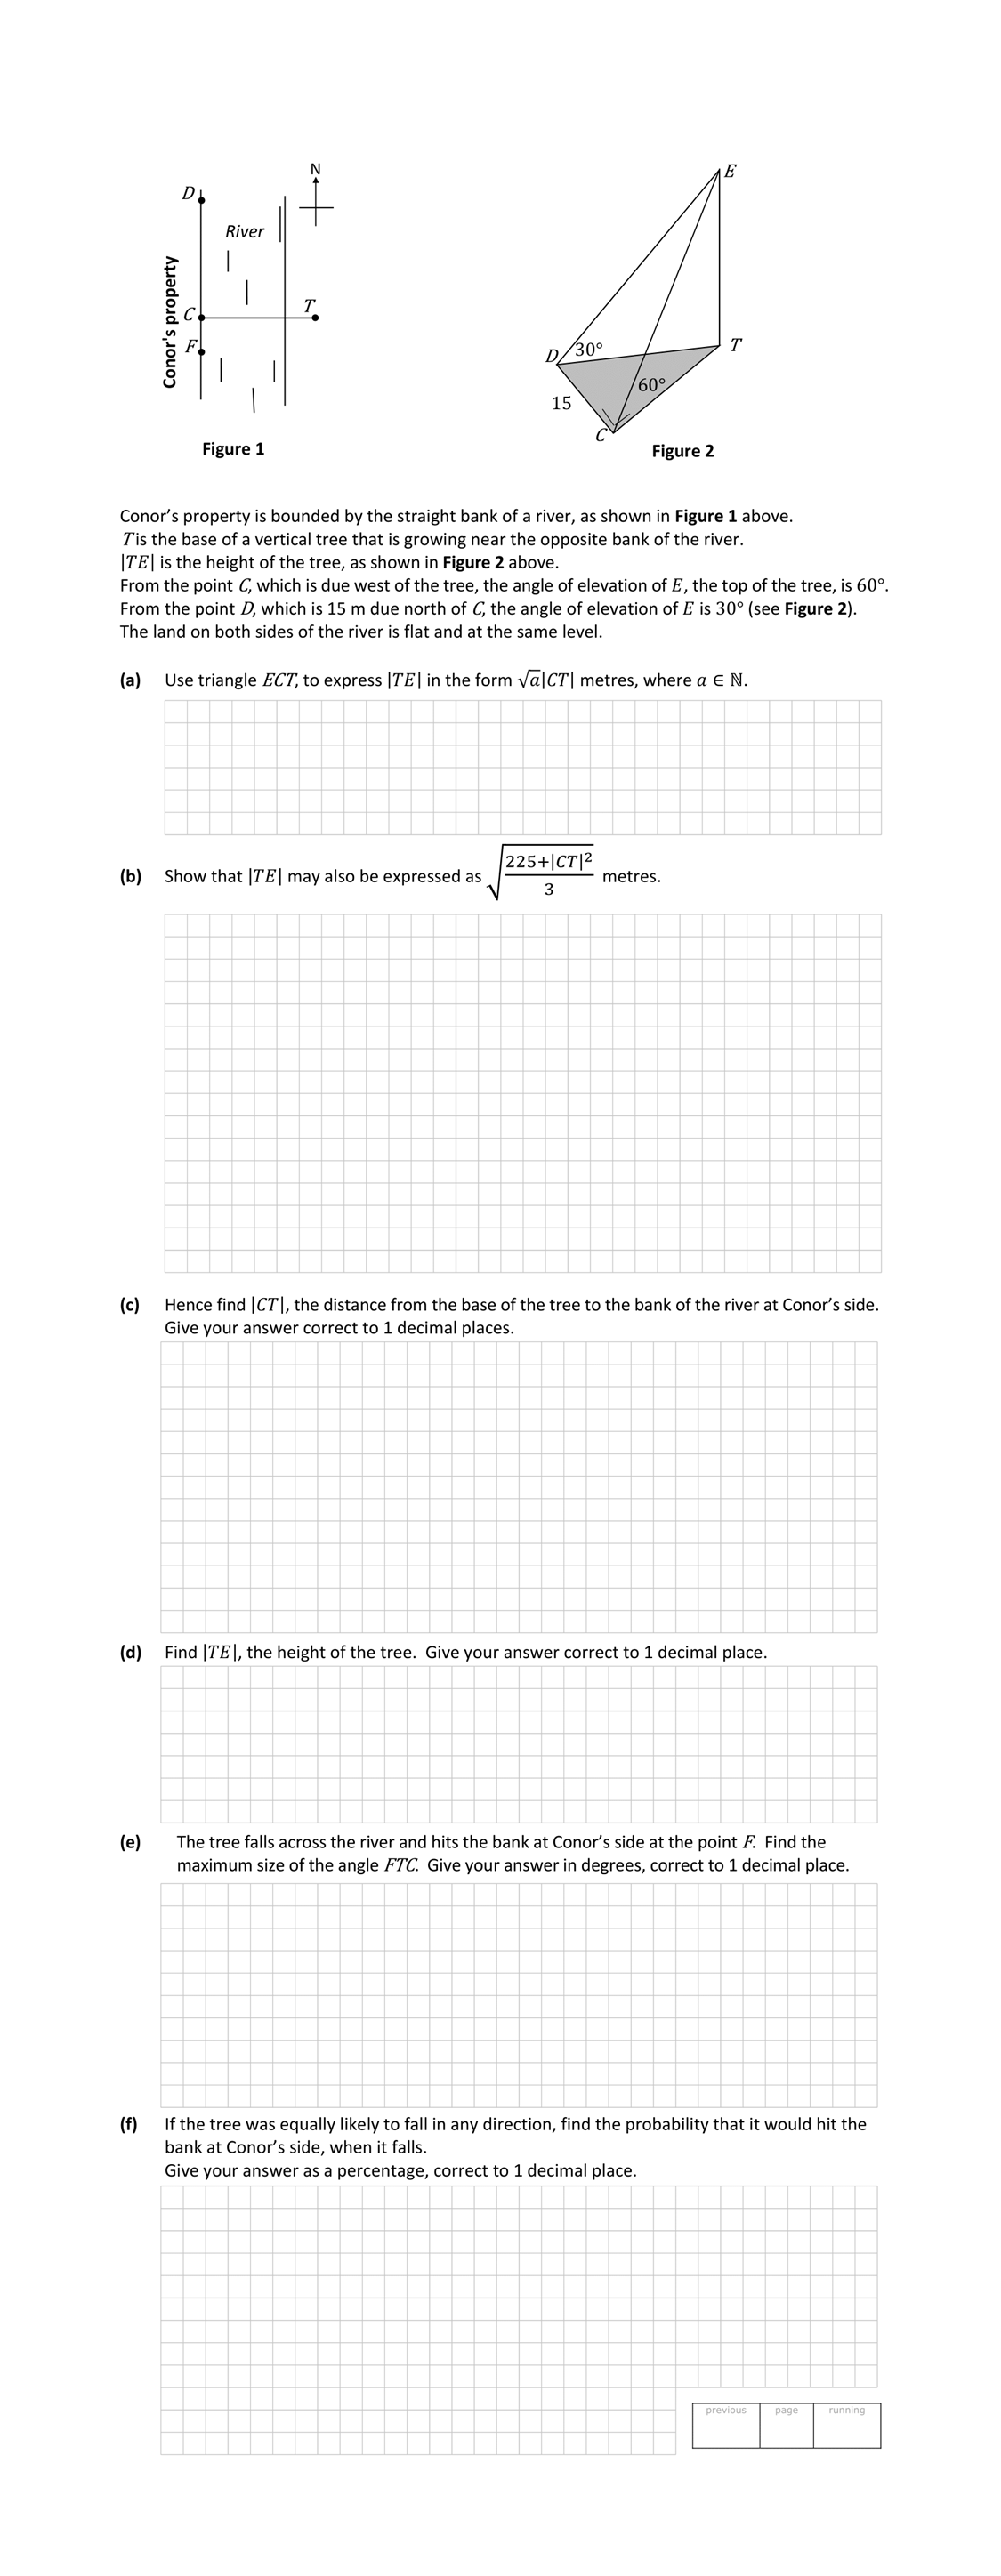 N
D
River
Conor's property
C
T
F
Figure 1
E
D
30°
T
60°
15
C
Figure 2
Conor’s property is bounded by the straight bank of a river, as shown in Figure 1 above.
T is the base of a vertical tree that is growing near the opposite bank of the river.
|TE| is the height of the tree, as shown in Figure 2 above.
From the point C, which is due west of the tree, the angle of elevation of E, the top of the tree, is 60°.
From the point D, which is 15 m due north of C, the angle of elevation of E is 30° (see Figure 2).
The land on both sides of the river is flat and at the same level.
(a) Use triangle ECT, to express |TE| in the form √a|CT| metres, where a ∈ ℕ.
(b) Show that |TE| may also be expressed as √((225+|CT|²)/3) metres.
(c) Hence find |CT|, the distance from the base of the tree to the bank of the river at Conor’s side.
Give your answer correct to 1 decimal places.
(d) Find |TE|, the height of the tree. Give your answer correct to 1 decimal place.
(e) The tree falls across the river and hits the bank at Conor’s side at the point F. Find the
maximum size of the angle FTC. Give your answer in degrees, correct to 1 decimal place.
(f) If the tree was equally likely to fall in any direction, find the probability that it would hit the
bank at Conor’s side, when it falls.
Give your answer as a percentage, correct to 1 decimal place.
previous page running